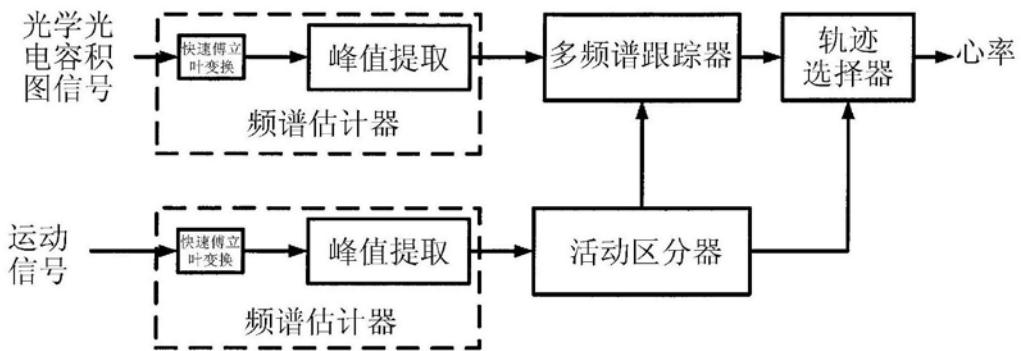 光学光
电容积
图信号
快速傅立
叶变换
峰值提取
频谱估计器
多频谱跟踪器
轨迹
选择器
心率
运动
信号
快速傅立
叶变换
峰值提取
频谱估计器
活动区分器